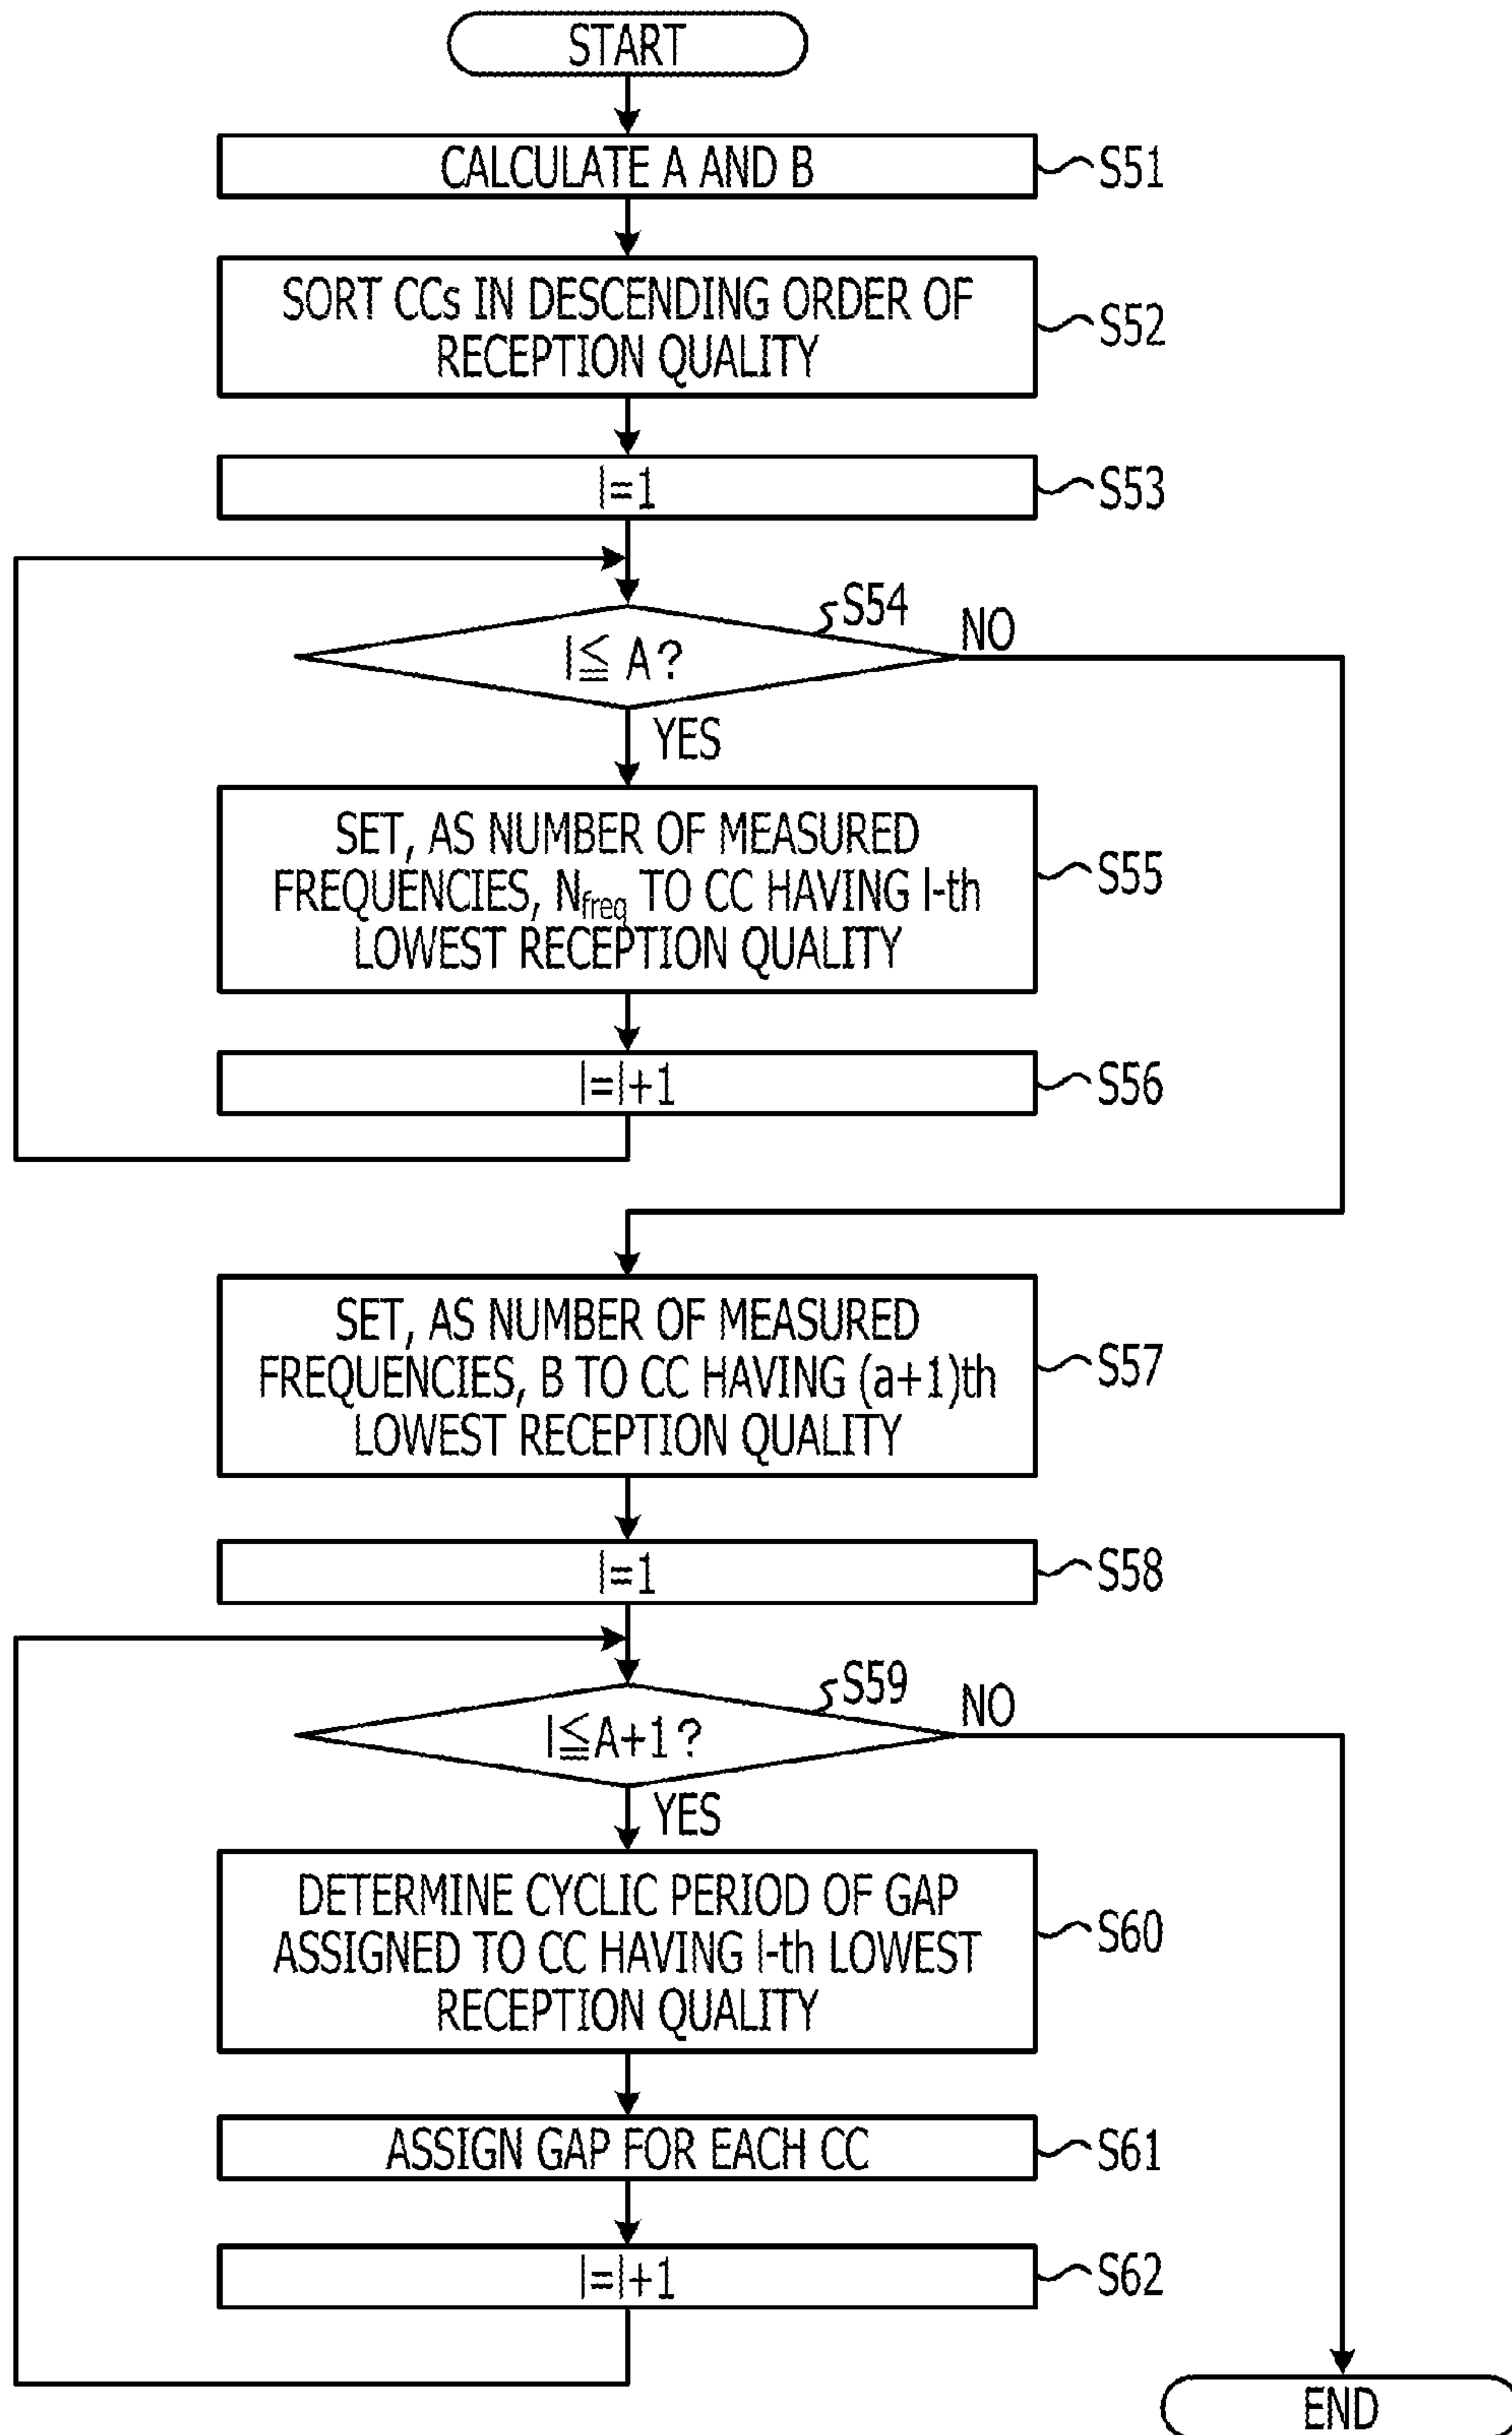 START
CALCULATE A AND B
S51
SORT CCs IN DESCENDING ORDER OF
RECEPTION QUALITY
S52
l=1
S53
S54
l≦ A?
NO
YES
SET, AS NUMBER OF MEASURED
FREQUENCIES, Nfreq TO CC HAVING l-th
LOWEST RECEPTION QUALITY
S55
l=l+1
S56
SET, AS NUMBER OF MEASURED
FREQUENCIES, B TO CC HAVING (a+1)th
LOWEST RECEPTION QUALITY
S57
l=1
S58
S59
l≦A+1?
NO
YES
DETERMINE CYCLIC PERIOD OF GAP
ASSIGNED TO CC HAVING l-th LOWEST
RECEPTION QUALITY
S60
ASSIGN GAP FOR EACH CC
S61
l=l+1
S62
END